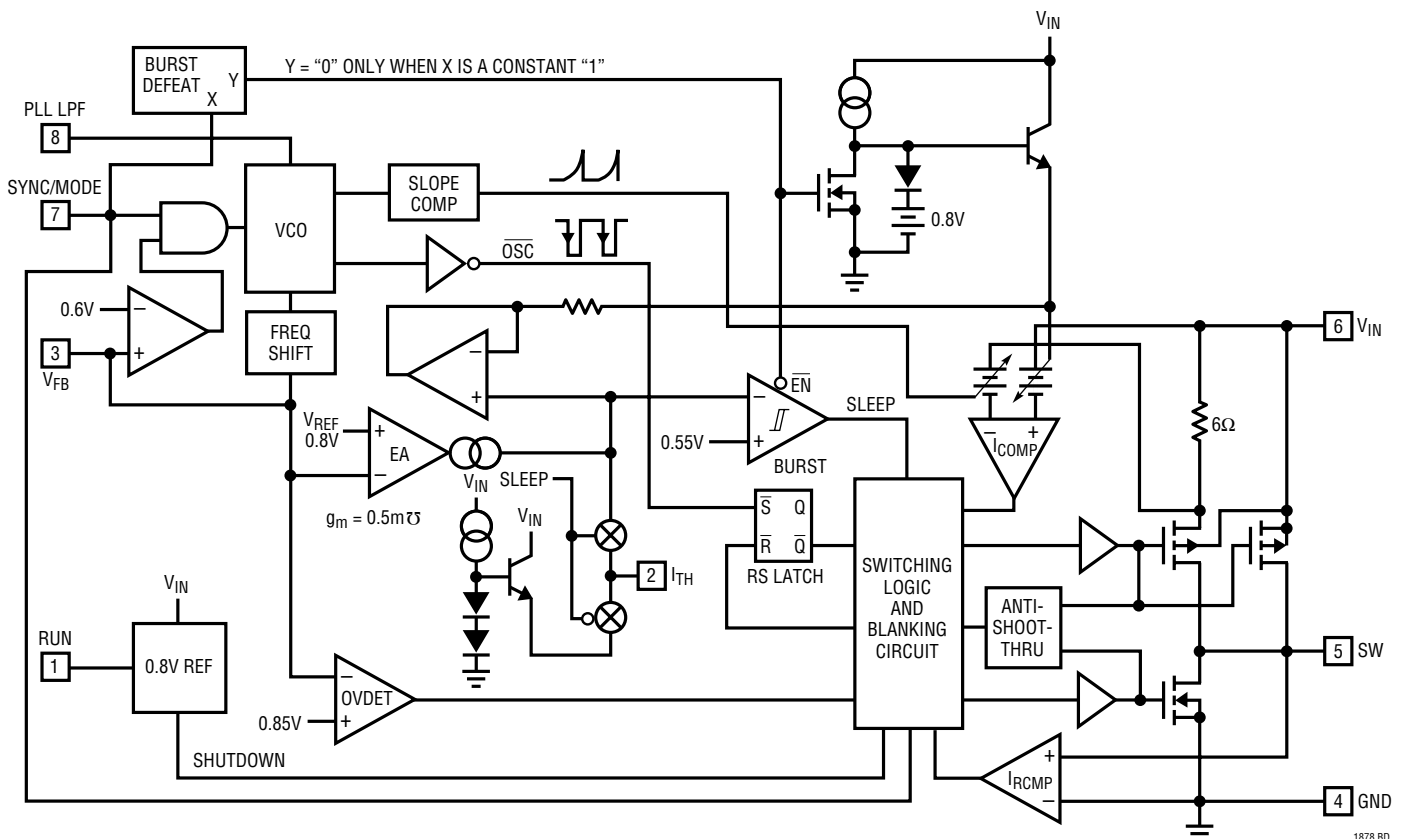 V_IN
BURST
DEFEAT
Y
X
Y = “0” ONLY WHEN X IS A CONSTANT “1”
PLL LPF
8
SYNC/MODE
7
VCO
SLOPE
COMP
0.8V
OSC
0.6V
−
+
3
V_FB
FREQ
SHIFT
−
+
6
V_IN
EN
−
+
0.55V
BURST
SLEEP
−
+
I_COMP
6Ω
V_REF
0.8V
+
−
EA
g_m = 0.5m℧
V_IN
SLEEP
V_IN
2
I_TH
S
Q
R
Q
RS LATCH
SWITCHING
LOGIC
AND
BLANKING
CIRCUIT
ANTI-
SHOOT-
THRU
V_IN
RUN
1
0.8V REF
5
SW
−
OVDET
+
0.85V
SHUTDOWN
+
I_RCMP
−
4
GND
1878 BD